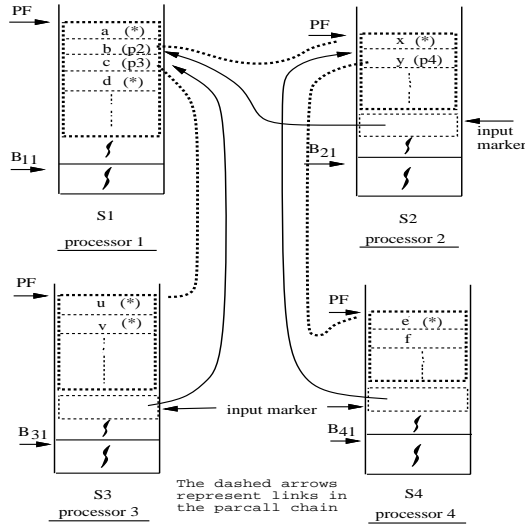 PF
a (*)
b (p2)
c (p3)
d (*)
B11
S1
processor 1
PF
x (*)
y (p4)
input
marker
B21
S2
processor 2
PF
u (*)
v (*)
input marker
B31
S3
processor 3
PF
e (*)
f
B41
S4
processor 4
The dashed arrows
represent links in
the parcall chain